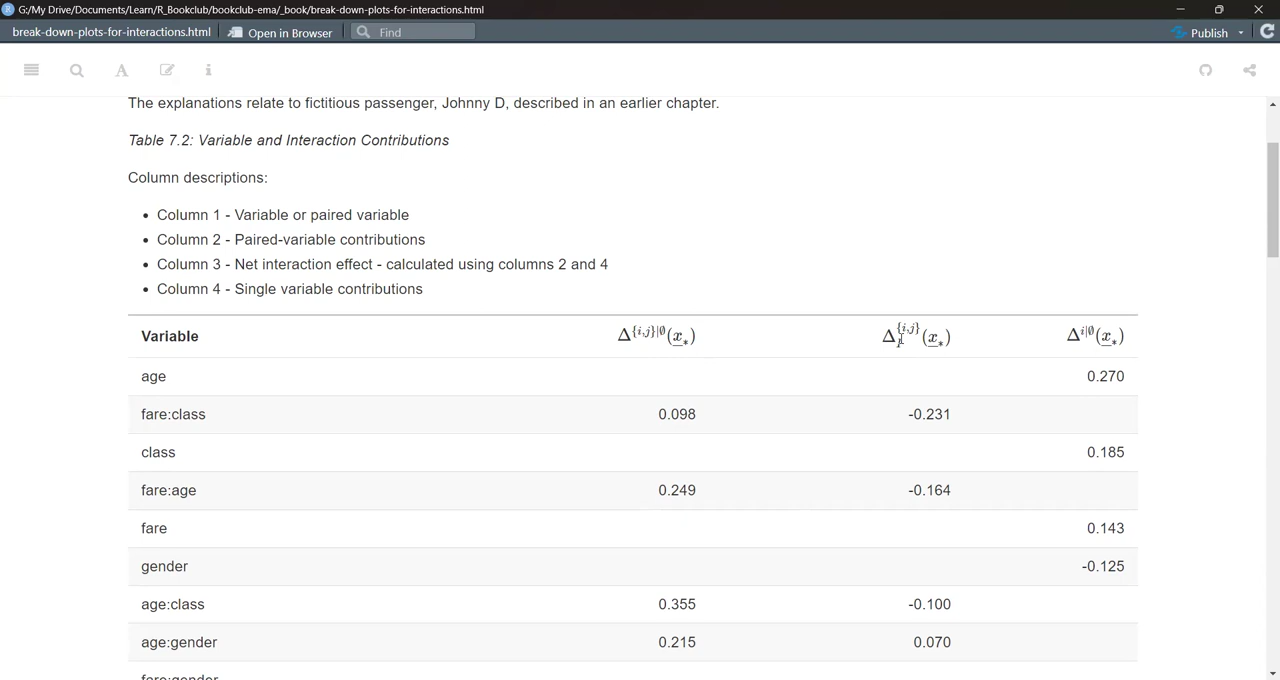 G:/My Drive/Documents/Learn/R_Bookclub/bookclub-ema/_book/break-down-plots-for-interactions.html
break-down-plots-for-interactions.html Open in Browser Find Publish
The explanations relate to fictitious passenger, Johnny D, described in an earlier chapter.
Table 7.2: Variable and Interaction Contributions
Column descriptions:
• Column 1 - Variable or paired variable
• Column 2 - Paired-variable contributions
• Column 3 - Net interaction effect - calculated using columns 2 and 4
• Column 4 - Single variable contributions
Variable Δ^{{i,j}|∅}(x_*) Δ_I^{{i,j}}(x_*) Δ^{i|∅}(x_*)
age 0.270
fare:class 0.098 -0.231
class 0.185
fare:age 0.249 -0.164
fare 0.143
gender -0.125
age:class 0.355 -0.100
age:gender 0.215 0.070
fare:gender